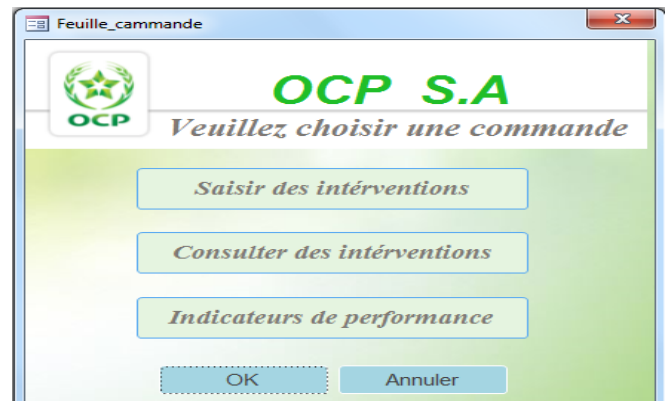 Feuille_cammande
OCP S.A
OCP
Veuillez choisir une commande
Saisir des intérventions
Consulter des intérventions
Indicateurs de performance
OK
Annuler